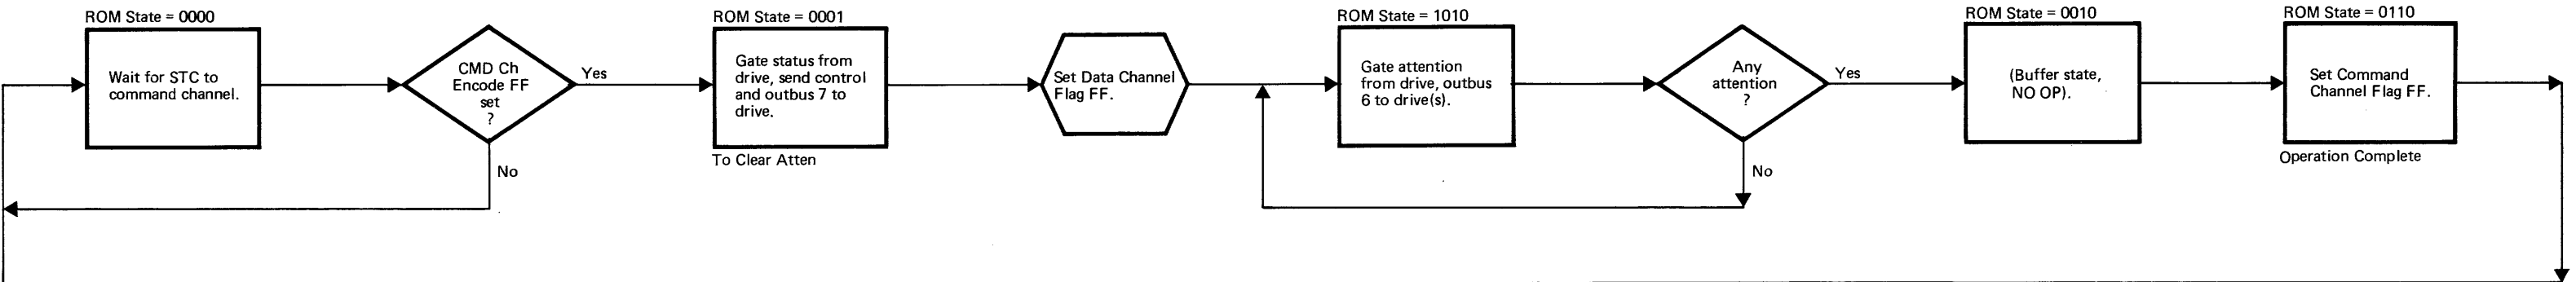 ROM State = 0000
Wait for STC to
command channel.
CMD Ch
Encode FF
set
?
Yes
No
ROM State = 0001
Gate status from
drive, send control
and outbus 7 to
drive.
To Clear Atten
Set Data Channel
Flag FF.
ROM State = 1010
Gate attention
from drive, outbus
6 to drive(s).
Any
attention
?
Yes
No
ROM State = 0010
(Buffer state,
NO OP).
ROM State = 0110
Set Command
Channel Flag FF.
Operation Complete